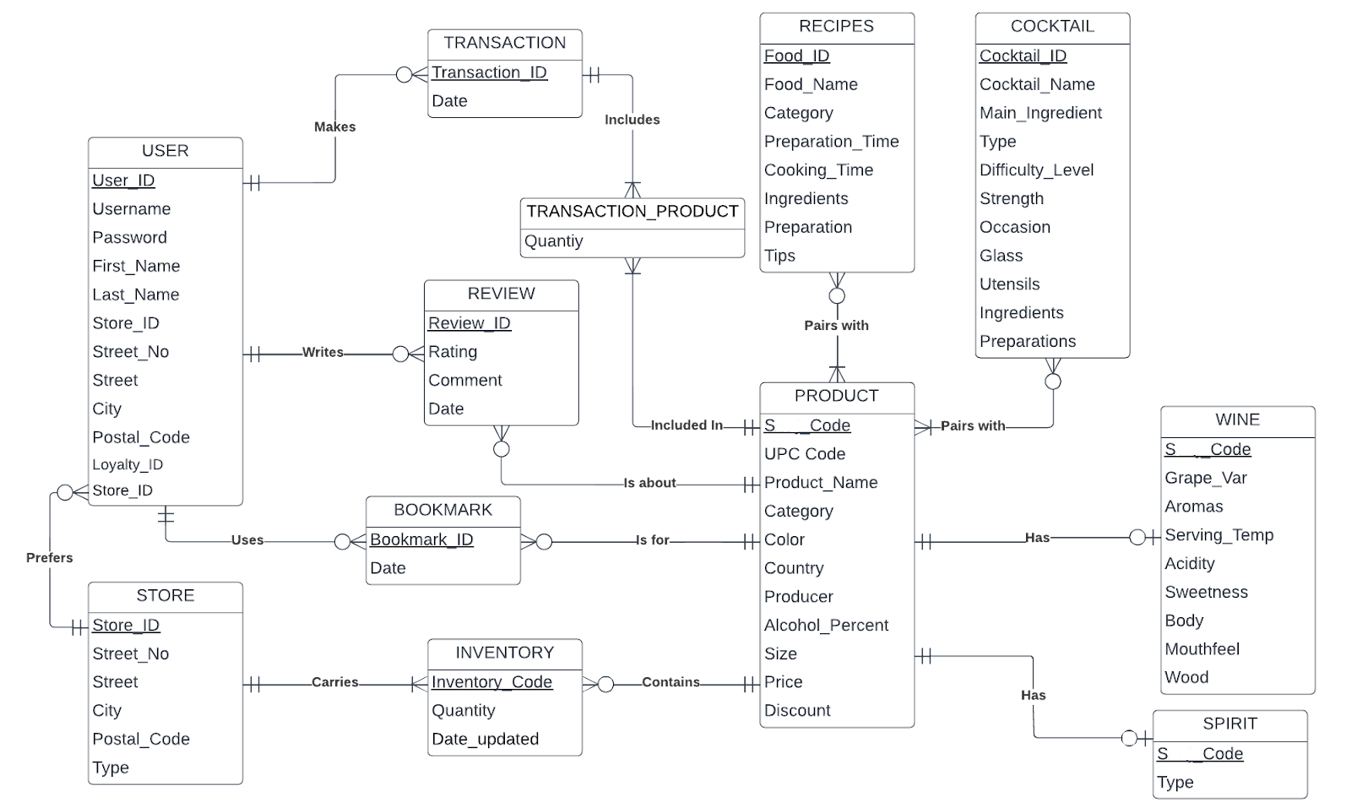 TRANSACTION
Transaction_ID
Date
Makes
Includes
USER
User_ID
Username
Password
First_Name
Last_Name
Store_ID
Street_No
Street
City
Postal_Code
Loyalty_ID
Store_ID
TRANSACTION_PRODUCT
Quantiy
RECIPES
Food_ID
Food_Name
Category
Preparation_Time
Cooking_Time
Ingredients
Preparation
Tips
COCKTAIL
Cocktail_ID
Cocktail_Name
Main_Ingredient
Type
Difficulty_Level
Strength
Occasion
Glass
Utensils
Ingredients
Preparations
REVIEW
Review_ID
Rating
Comment
Date
Writes
Pairs with
Included In
Pairs with
Is about
PRODUCT
S__Code
UPC Code
Product_Name
Category
Color
Country
Producer
Alcohol_Percent
Size
Price
Discount
WINE
S__Code
Grape_Var
Aromas
Serving_Temp
Acidity
Sweetness
Body
Mouthfeel
Wood
BOOKMARK
Bookmark_ID
Date
Uses
Is for
Has
Prefers
STORE
Store_ID
Street_No
Street
City
Postal_Code
Type
Carries
INVENTORY
Inventory_Code
Quantity
Date_updated
Contains
Has
SPIRIT
S__Code
Type